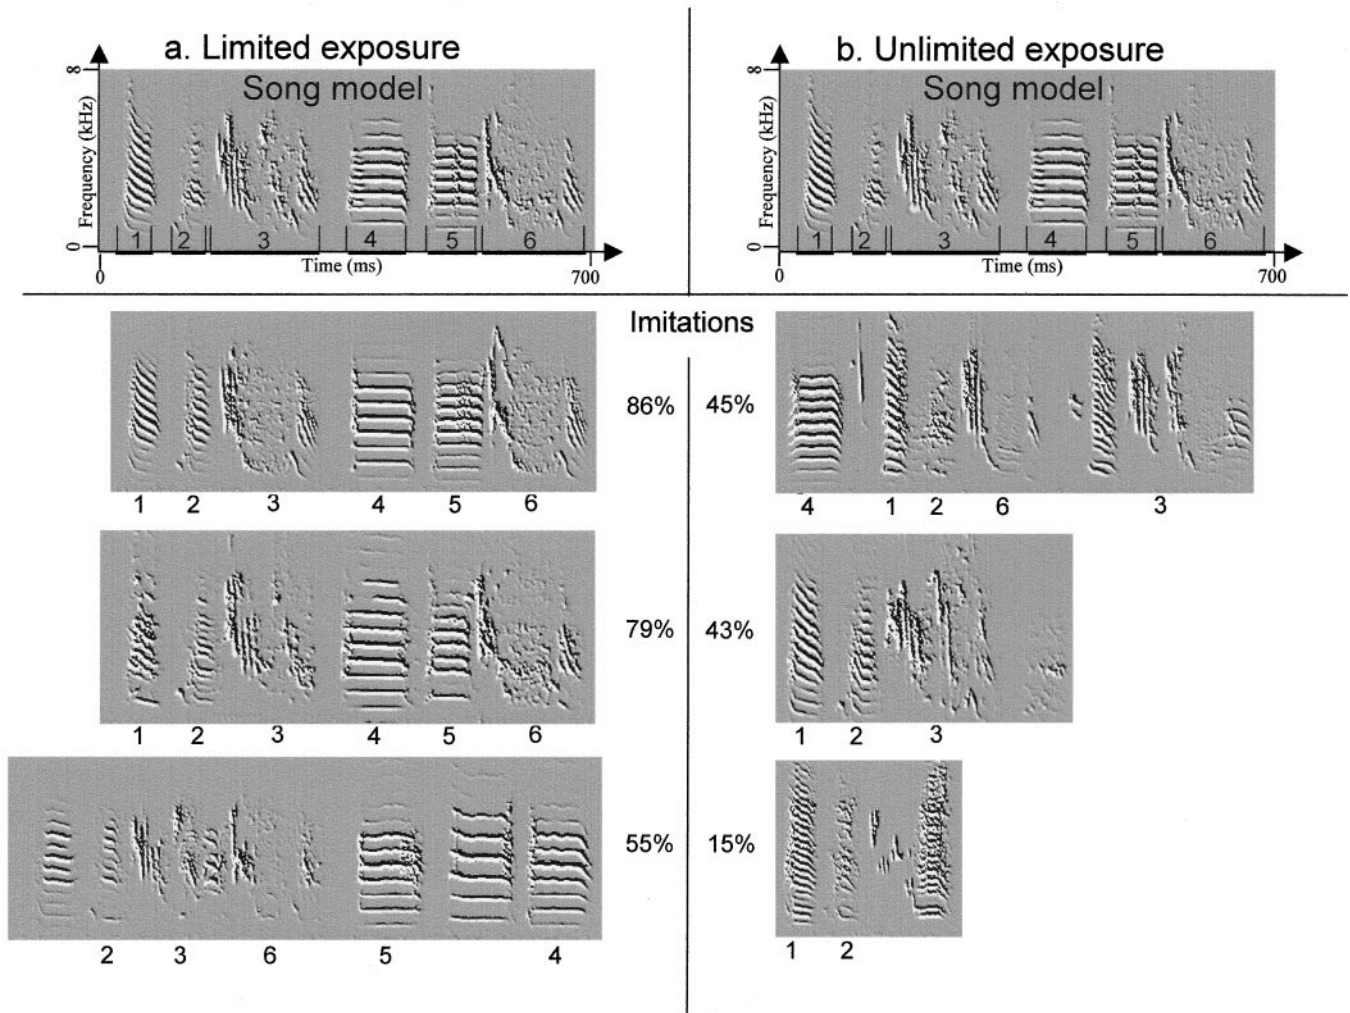 a. Limited exposure
Song model
8
Frequency (kHz)
0
1 2 3 4 5 6
Time (ms)
0 700
b. Unlimited exposure
Song model
8
Frequency (kHz)
0
1 2 3 4 5 6
Time (ms)
0 700
Imitations
86% 45%
1 2 3 4 5 6
4 1 2 6 3
79% 43%
1 2 3 4 5 6
1 2 3
55% 15%
2 3 6 5 4
1 2